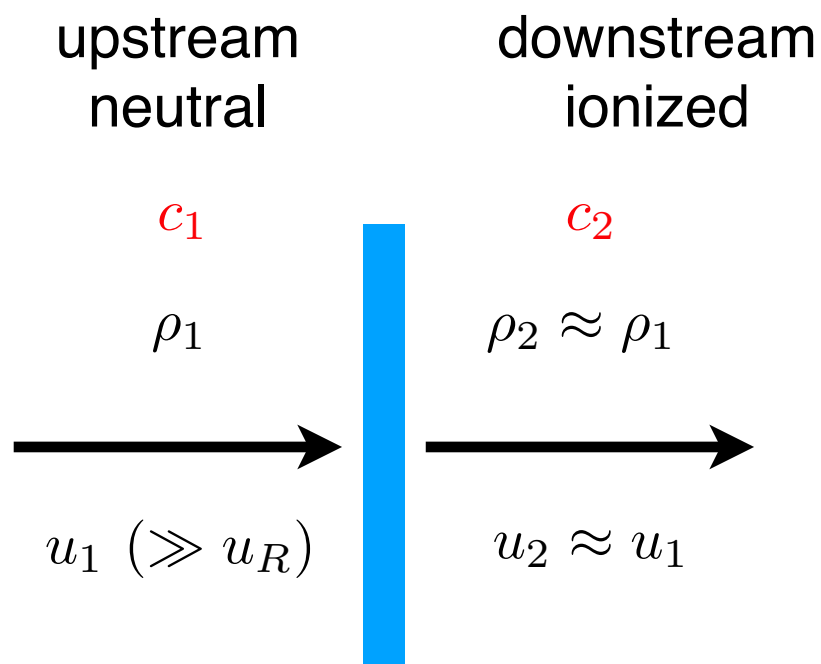 upstream
neutral
downstream
ionized
c₁
c₂
ρ₁
ρ₂ ≈ ρ₁
u₁ (≫ u_R)
u₂ ≈ u₁